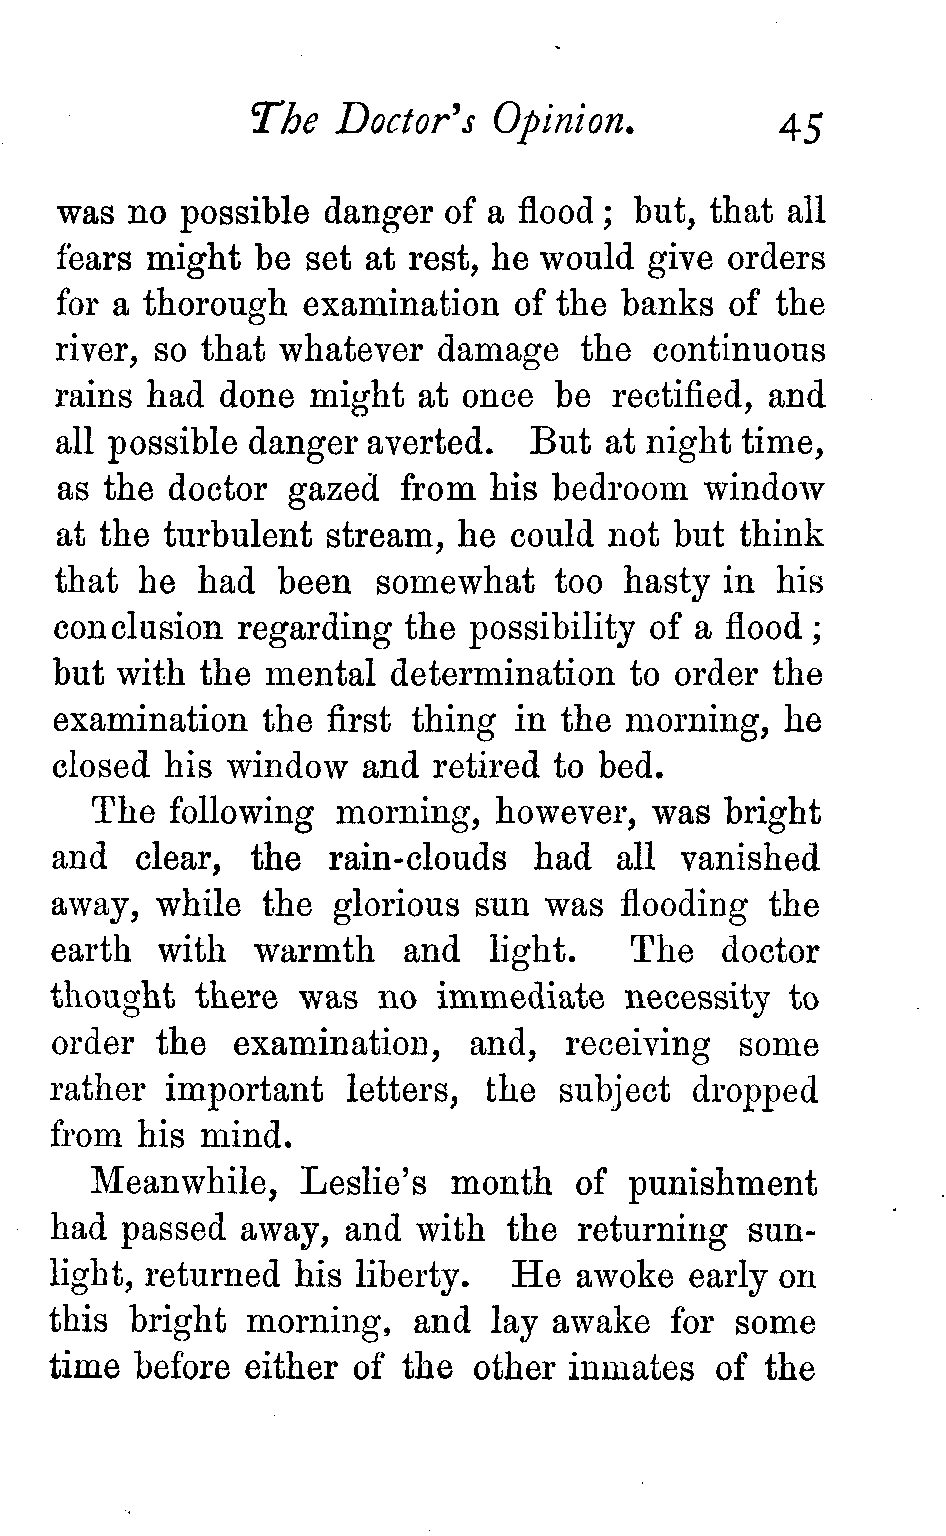 The Doctor's Opinion. 45
was no possible danger of a flood ; but, that all
fears might be set at rest, he would give orders
for a thorough examination of the banks of the
river, so that whatever damage the continuous
rains had done might at once be rectified, and
all possible danger averted. But at night time,
as the doctor gazed from his bedroom window
at the turbulent stream, he could not but think
that he had been somewhat too hasty in his
conclusion regarding the possibility of a flood ;
but with the mental determination to order the
examination the first thing in the morning, he
closed his window and retired to bed.
The following morning, however, was bright
and clear, the rain-clouds had all vanished
away, while the glorious sun was flooding the
earth with warmth and light. The doctor
thought there was no immediate necessity to
order the examination, and, receiving some
rather important letters, the subject dropped
from his mind.
Meanwhile, Leslie's month of punishment
had passed away, and with the returning sun-
light, returned his liberty. He awoke early on
this bright morning, and lay awake for some
time before either of the other inmates of the